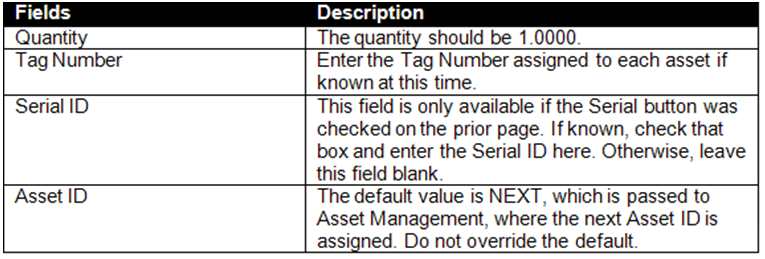 Fields Description
Quantity The quantity should be 1.0000.
Tag Number Enter the Tag Number assigned to each asset if
known at this time.
Serial ID This field is only available if the Serial button was
checked on the prior page. If known, check that
box and enter the Serial ID here. Otherwise, leave
this field blank.
Asset ID The default value is NEXT, which is passed to
Asset Management, where the next Asset ID is
assigned. Do not override the default.